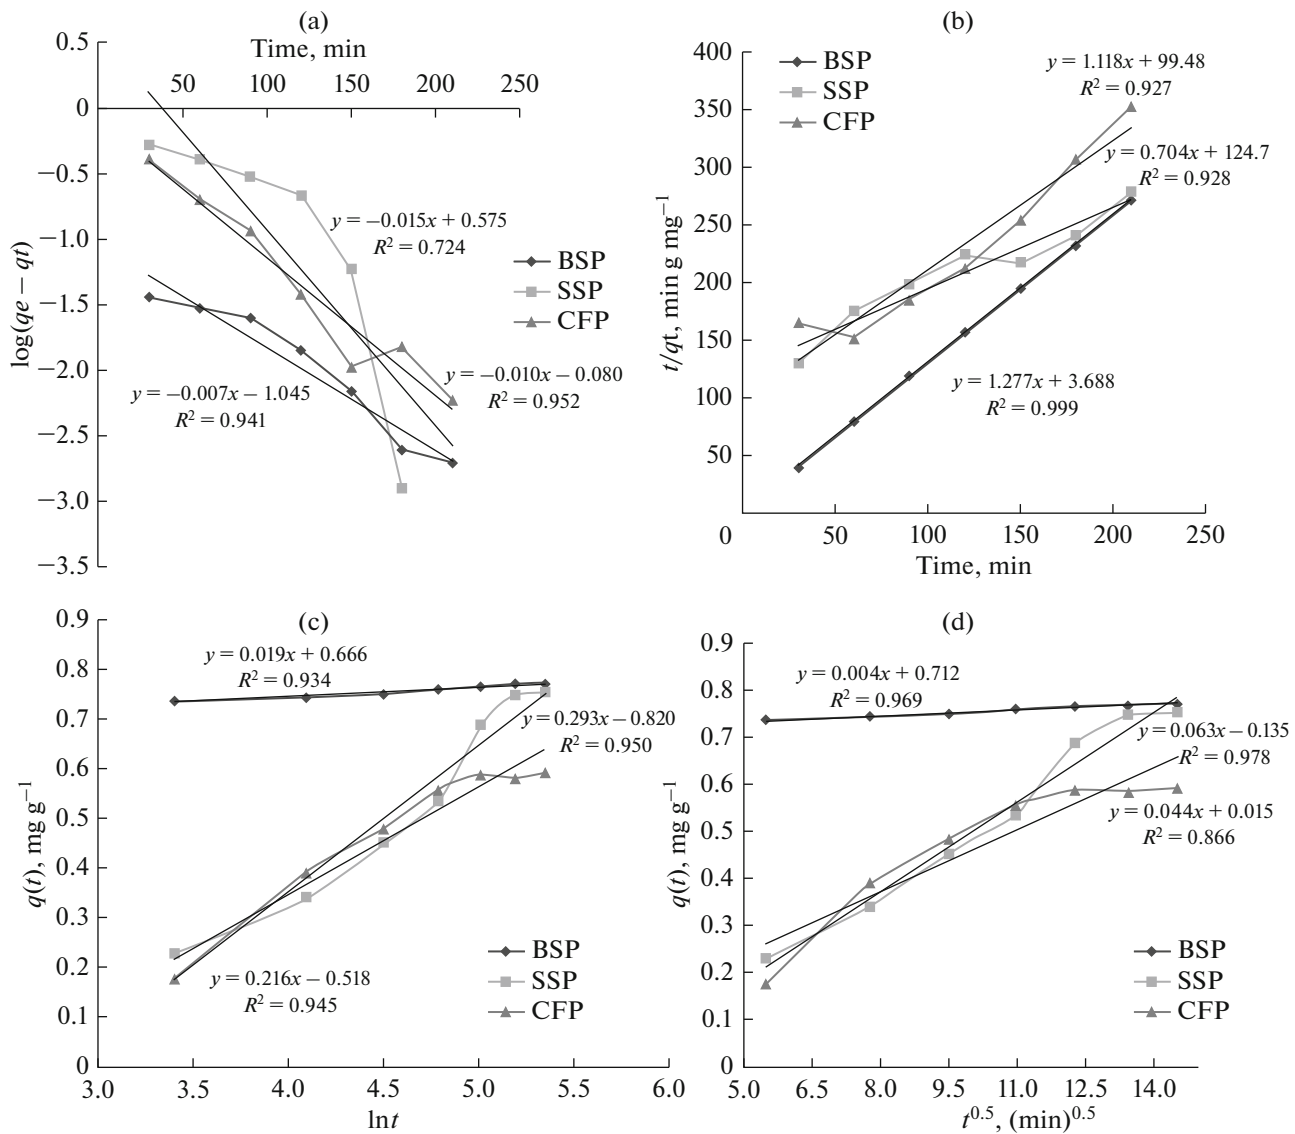 (a)
0.5
Time, min
50 100 150 200 250
0
−0.5
−1.0
−1.5
−2.0
−2.5
−3.0
−3.5
log(qe − qt)
y = −0.015x + 0.575
R² = 0.724
BSP
SSP
CFP
y = −0.007x − 1.045
R² = 0.941
y = −0.010x − 0.080
R² = 0.952
(b)
400
350
300
250
200
150
100
50
0
50 100 150 200 250
Time, min
t/qt, min g mg⁻¹
BSP
SSP
CFP
y = 1.118x + 99.48
R² = 0.927
y = 0.704x + 124.7
R² = 0.928
y = 1.277x + 3.688
R² = 0.999
(c)
0.9
0.8
0.7
0.6
0.5
0.4
0.3
0.2
0.1
0
3.0 3.5 4.0 4.5 5.0 5.5 6.0
ln t
q(t), mg g⁻¹
y = 0.019x + 0.666
R² = 0.934
y = 0.293x − 0.820
R² = 0.950
y = 0.216x − 0.518
R² = 0.945
BSP
SSP
CFP
(d)
0.9
0.8
0.7
0.6
0.5
0.4
0.3
0.2
0.1
0
5.0 6.5 8.0 9.5 11.0 12.5 14.0
t⁰·⁵, (min)⁰·⁵
q(t), mg g⁻¹
y = 0.004x + 0.712
R² = 0.969
y = 0.063x − 0.135
R² = 0.978
y = 0.044x + 0.015
R² = 0.866
BSP
SSP
CFP